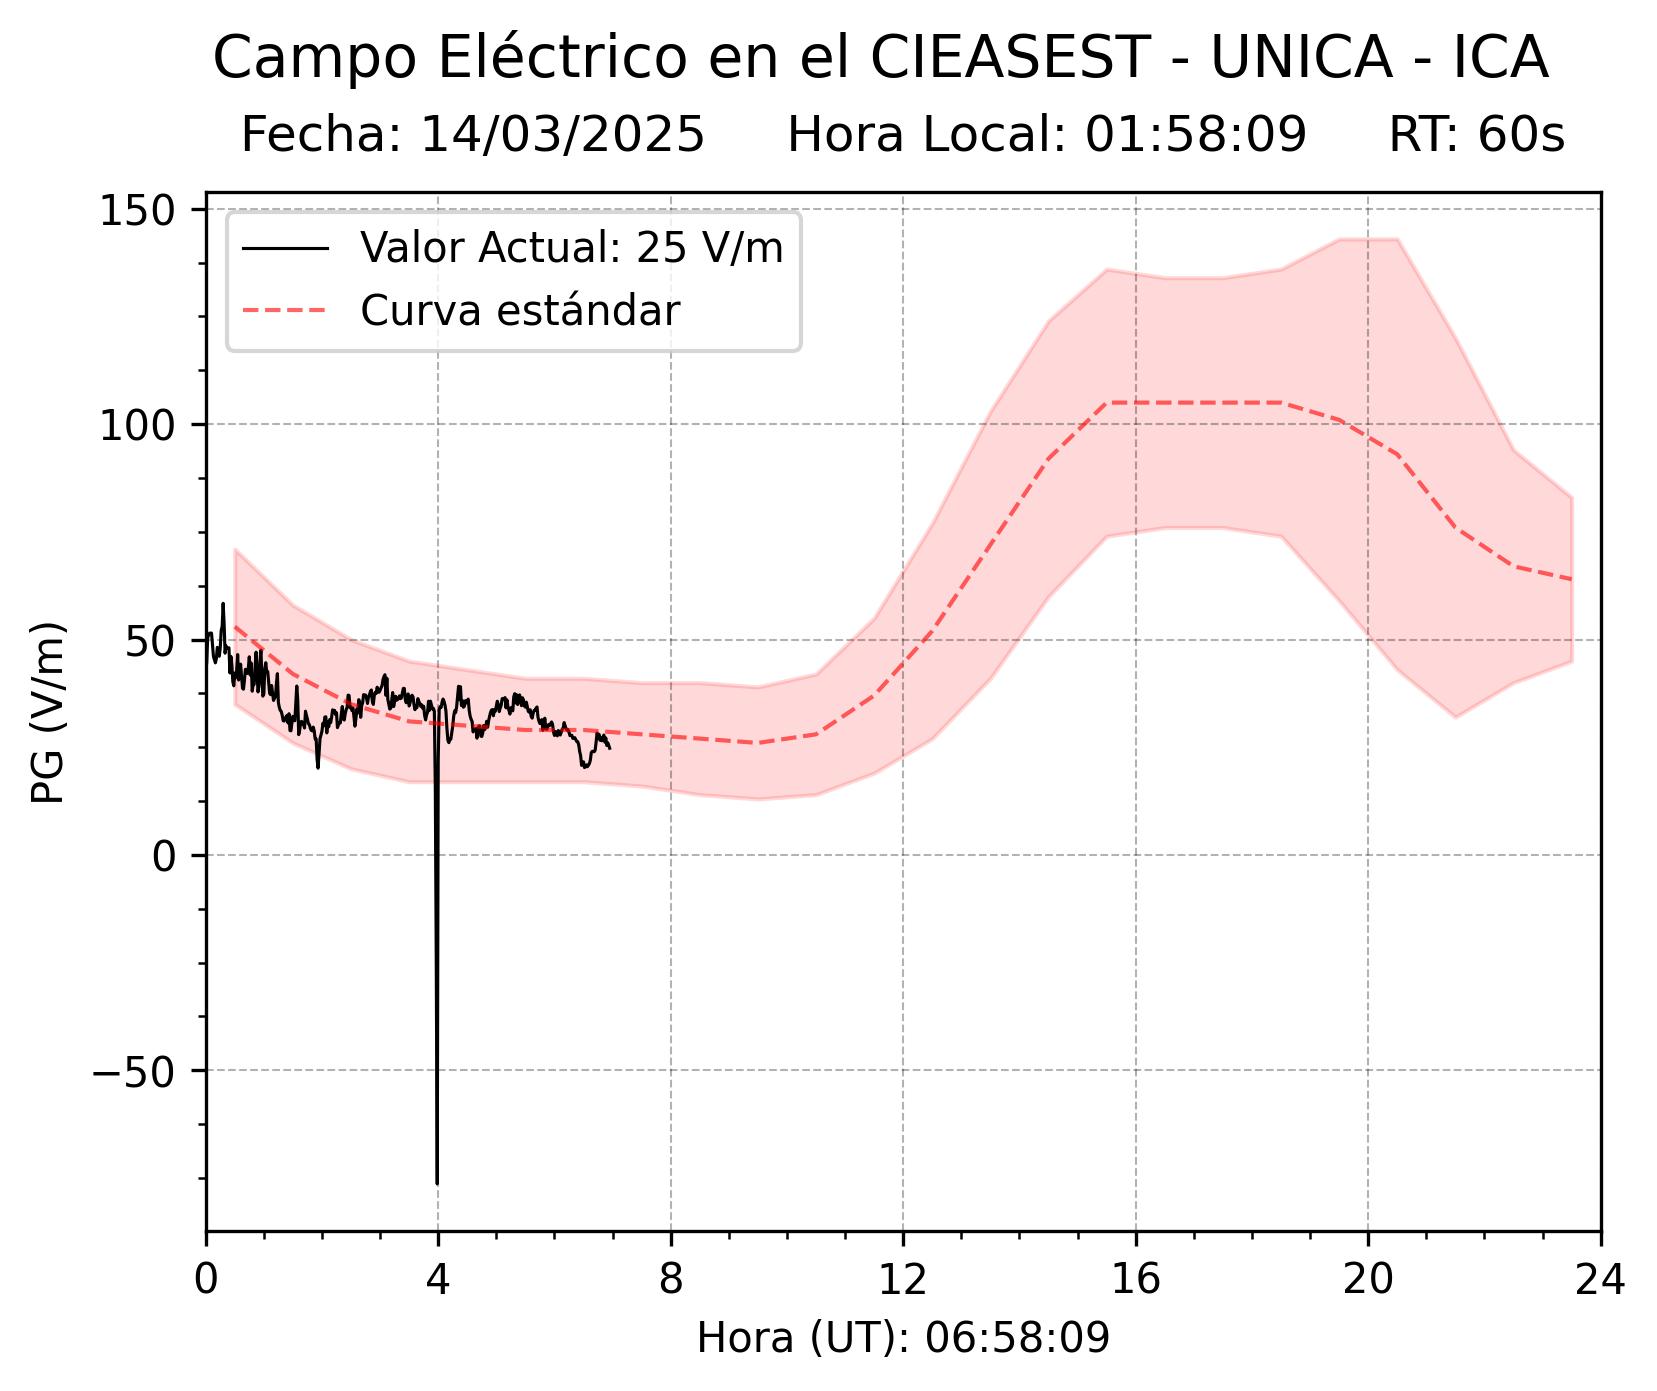 Campo Eléctrico en el CIEASEST - UNICA - ICA
Fecha: 14/03/2025 Hora Local: 01:58:09 RT: 60s
Valor Actual: 25 V/m
Curva estándar
150
100
50
0
−50
PG (V/m)
0 4 8 12 16 20 24
Hora (UT): 06:58:09